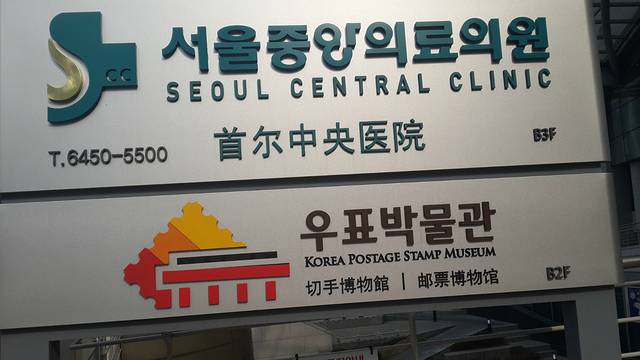 서울중앙의료의원
CC
SEOUL CENTRAL CLINIC
T.6450-5500
首尔中央医院
B3F
우표박물관
KOREA POSTAGE STAMP MUSEUM
切手博物館 | 邮票博物馆
B2F